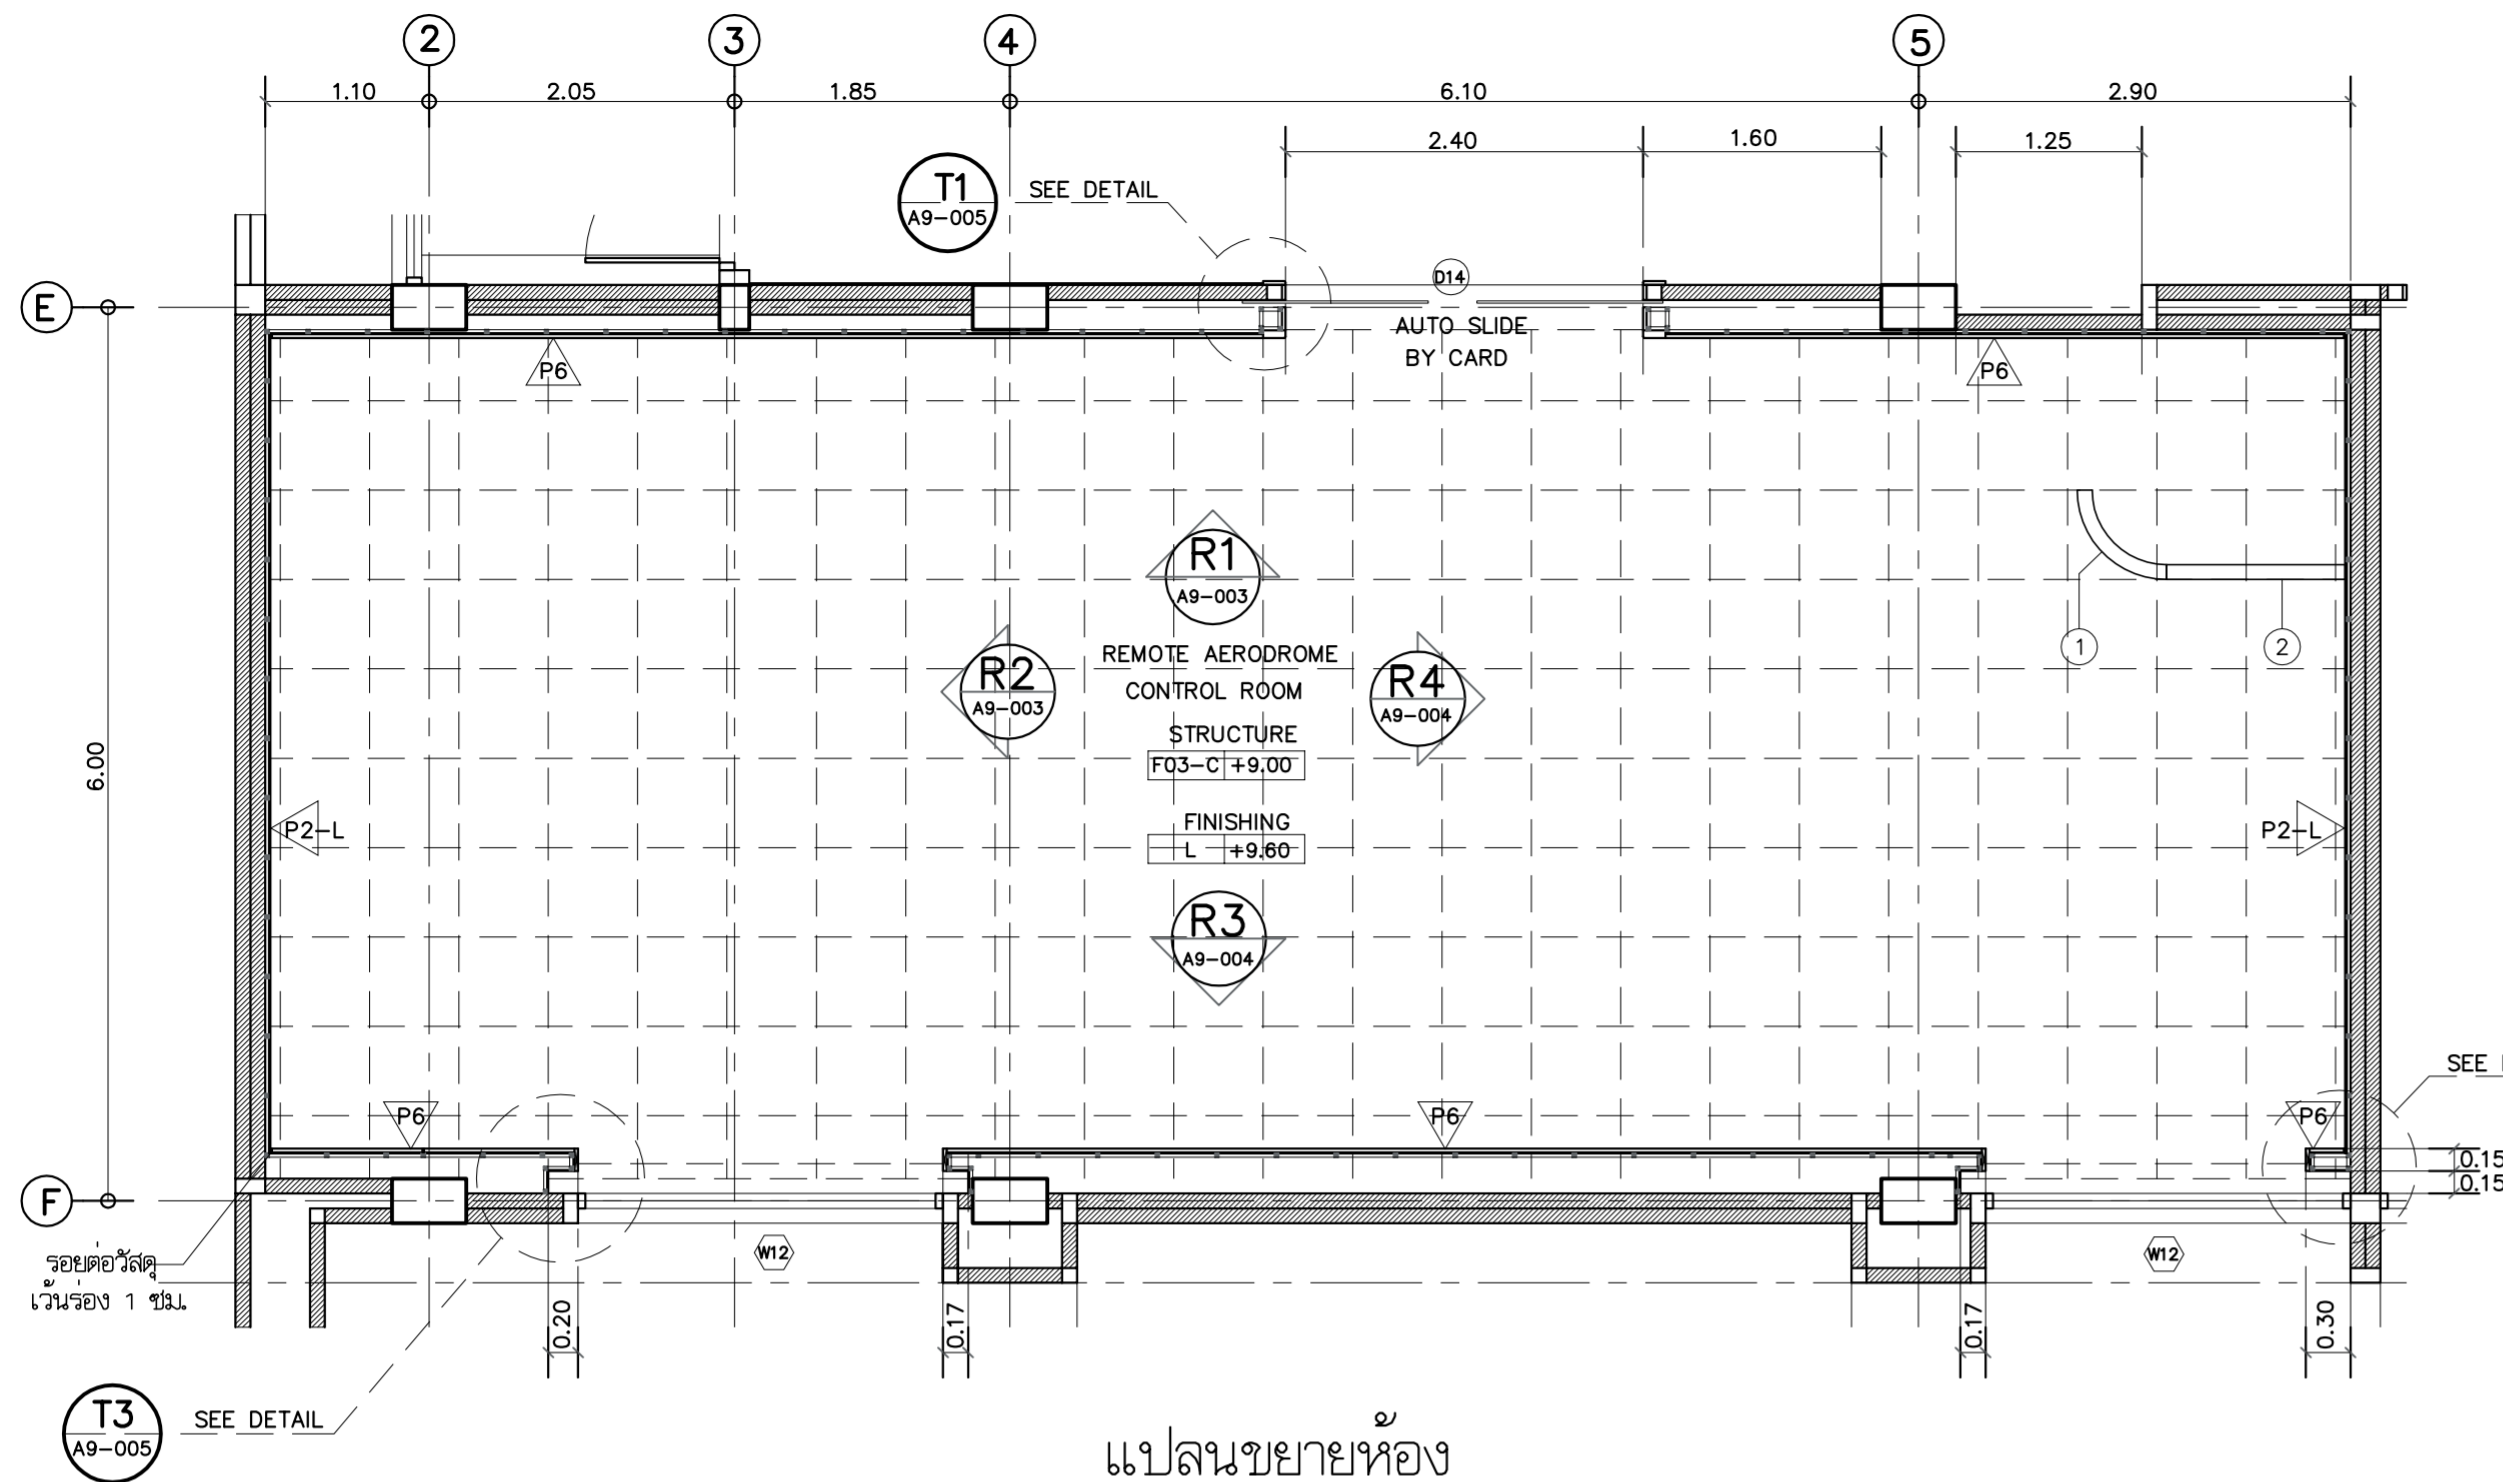 2
3
4
5
1.10
2.05
1.85
6.10
2.90
2.40
1.60
1.25
T1
A9-005
SEE DETAIL
E
D14
AUTO SLIDE
BY CARD
P6
P6
R1
A9-003
R2
A9-003
REMOTE AERODROME
CONTROL ROOM
R4
A9-004
1
2
STRUCTURE
F03-C +9.00
6.00
P2-L
FINISHING
L +9.60
P2-L
R3
A9-004
SEE
P6
P6
P6
0.15
0.15
F
W12
W12
รอยต่อวัสดุ
เว้นร่อง 1 ซม.
0.20
0.17
0.17
0.30
T3
A9-005
SEE DETAIL
แปลนขยายห้อง